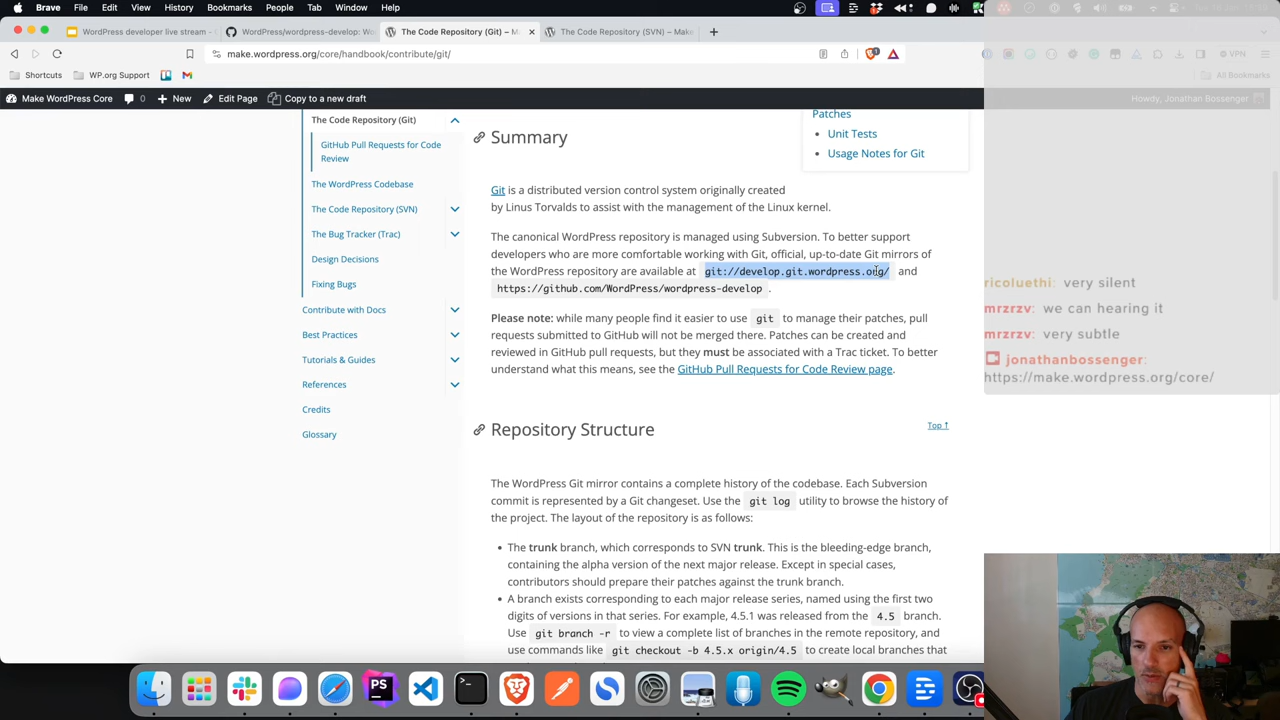 Brave
File
Edit
View
History
Bookmarks
People
Tab
Window
Help
WordPress developer live stream -
WordPress/wordpress-develop: Wo
The Code Repository (Git) – M
The Code Repository (SVN) – Make
make.wordpress.org/core/handbook/contribute/git/
VPN
Shortcuts
WP.org Support
All Bookmarks
Make WordPress Core
0
New
Edit Page
Copy to a new draft
Howdy, Jonathan Bossenger
The Code Repository (Git)
GitHub Pull Requests for Code
Review
The WordPress Codebase
The Code Repository (SVN)
The Bug Tracker (Trac)
Design Decisions
Fixing Bugs
Contribute with Docs
Best Practices
Tutorials & Guides
References
Credits
Glossary
Patches
Unit Tests
Usage Notes for Git
Summary
Git is a distributed version control system originally created
by Linus Torvalds to assist with the management of the Linux kernel.
The canonical WordPress repository is managed using Subversion. To better support
developers who are more comfortable working with Git, official, up-to-date Git mirrors of
the WordPress repository are available at git://develop.git.wordpress.org/ and
https://github.com/WordPress/wordpress-develop .
Please note: while many people find it easier to use git to manage their patches, pull
requests submitted to GitHub will not be merged there. Patches can be created and
reviewed in GitHub pull requests, but they must be associated with a Trac ticket. To better
understand what this means, see the GitHub Pull Requests for Code Review page.
Repository Structure
Top ↑
The WordPress Git mirror contains a complete history of the codebase. Each Subversion
commit is represented by a Git changeset. Use the git log utility to browse the history of
the project. The layout of the repository is as follows:
• The trunk branch, which corresponds to SVN trunk. This is the bleeding-edge branch,
containing the alpha version of the next major release. Except in special cases,
contributors should prepare their patches against the trunk branch.
• A branch exists corresponding to each major release series, named using the first two
digits of versions in that series. For example, 4.5.1 was released from the 4.5 branch.
Use git branch -r to view a complete list of branches in the remote repository, and
use commands like git checkout -b 4.5.x origin/4.5 to create local branches that
ricoluethi: very silent
mrzrzv: we can hearing it
mrzrzv: very subtle
jonathanbossenger:
https://make.wordpress.org/core/
PS